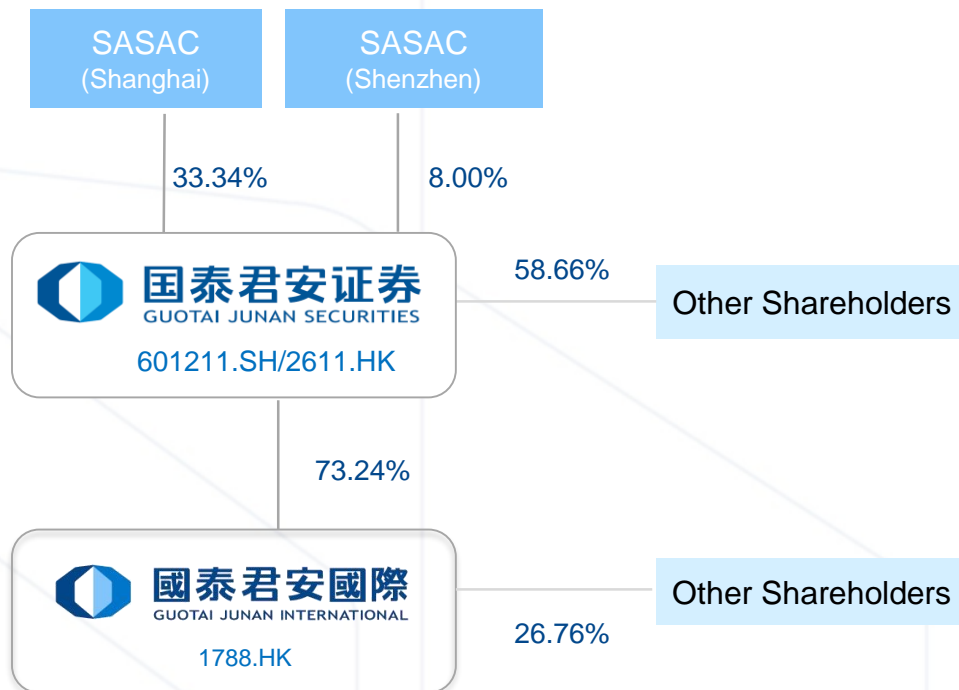 SASAC
(Shanghai)
SASAC
(Shenzhen)
33.34%
8.00%
国泰君安证券
GUOTAI JUNAN SECURITIES
601211.SH/2611.HK
58.66%
Other Shareholders
73.24%
國泰君安國際
GUOTAI JUNAN INTERNATIONAL
1788.HK
26.76%
Other Shareholders